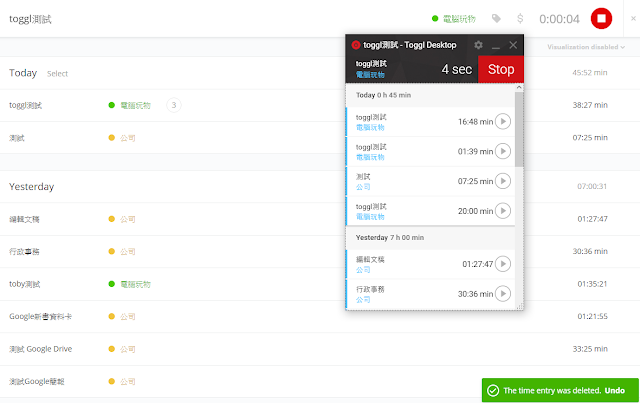 toggl測試
電腦玩物
$
0:00:04
Visualization disabled
Today Select
45:52 min
toggl測試
電腦玩物
3
38:27 min
測試
公司
07:25 min
Yesterday
07:00:31
編輯文稿
公司
01:27:47
行政事務
公司
30:36 min
toby測試
電腦玩物
01:35:21
Google新書資料卡
公司
01:21:55
測試 Google Drive
公司
33:25 min
測試Google簡報
公司
toggl測試 - Toggl Desktop
toggl測試
電腦玩物
4 sec
Stop
Today 0 h 45 min
toggl測試
電腦玩物
16:48 min
toggl測試
電腦玩物
01:39 min
測試
公司
07:25 min
toggl測試
電腦玩物
20:00 min
Yesterday 7 h 00 min
編輯文稿
公司
01:27:47
行政事務
公司
30:36 min
The time entry was deleted. Undo